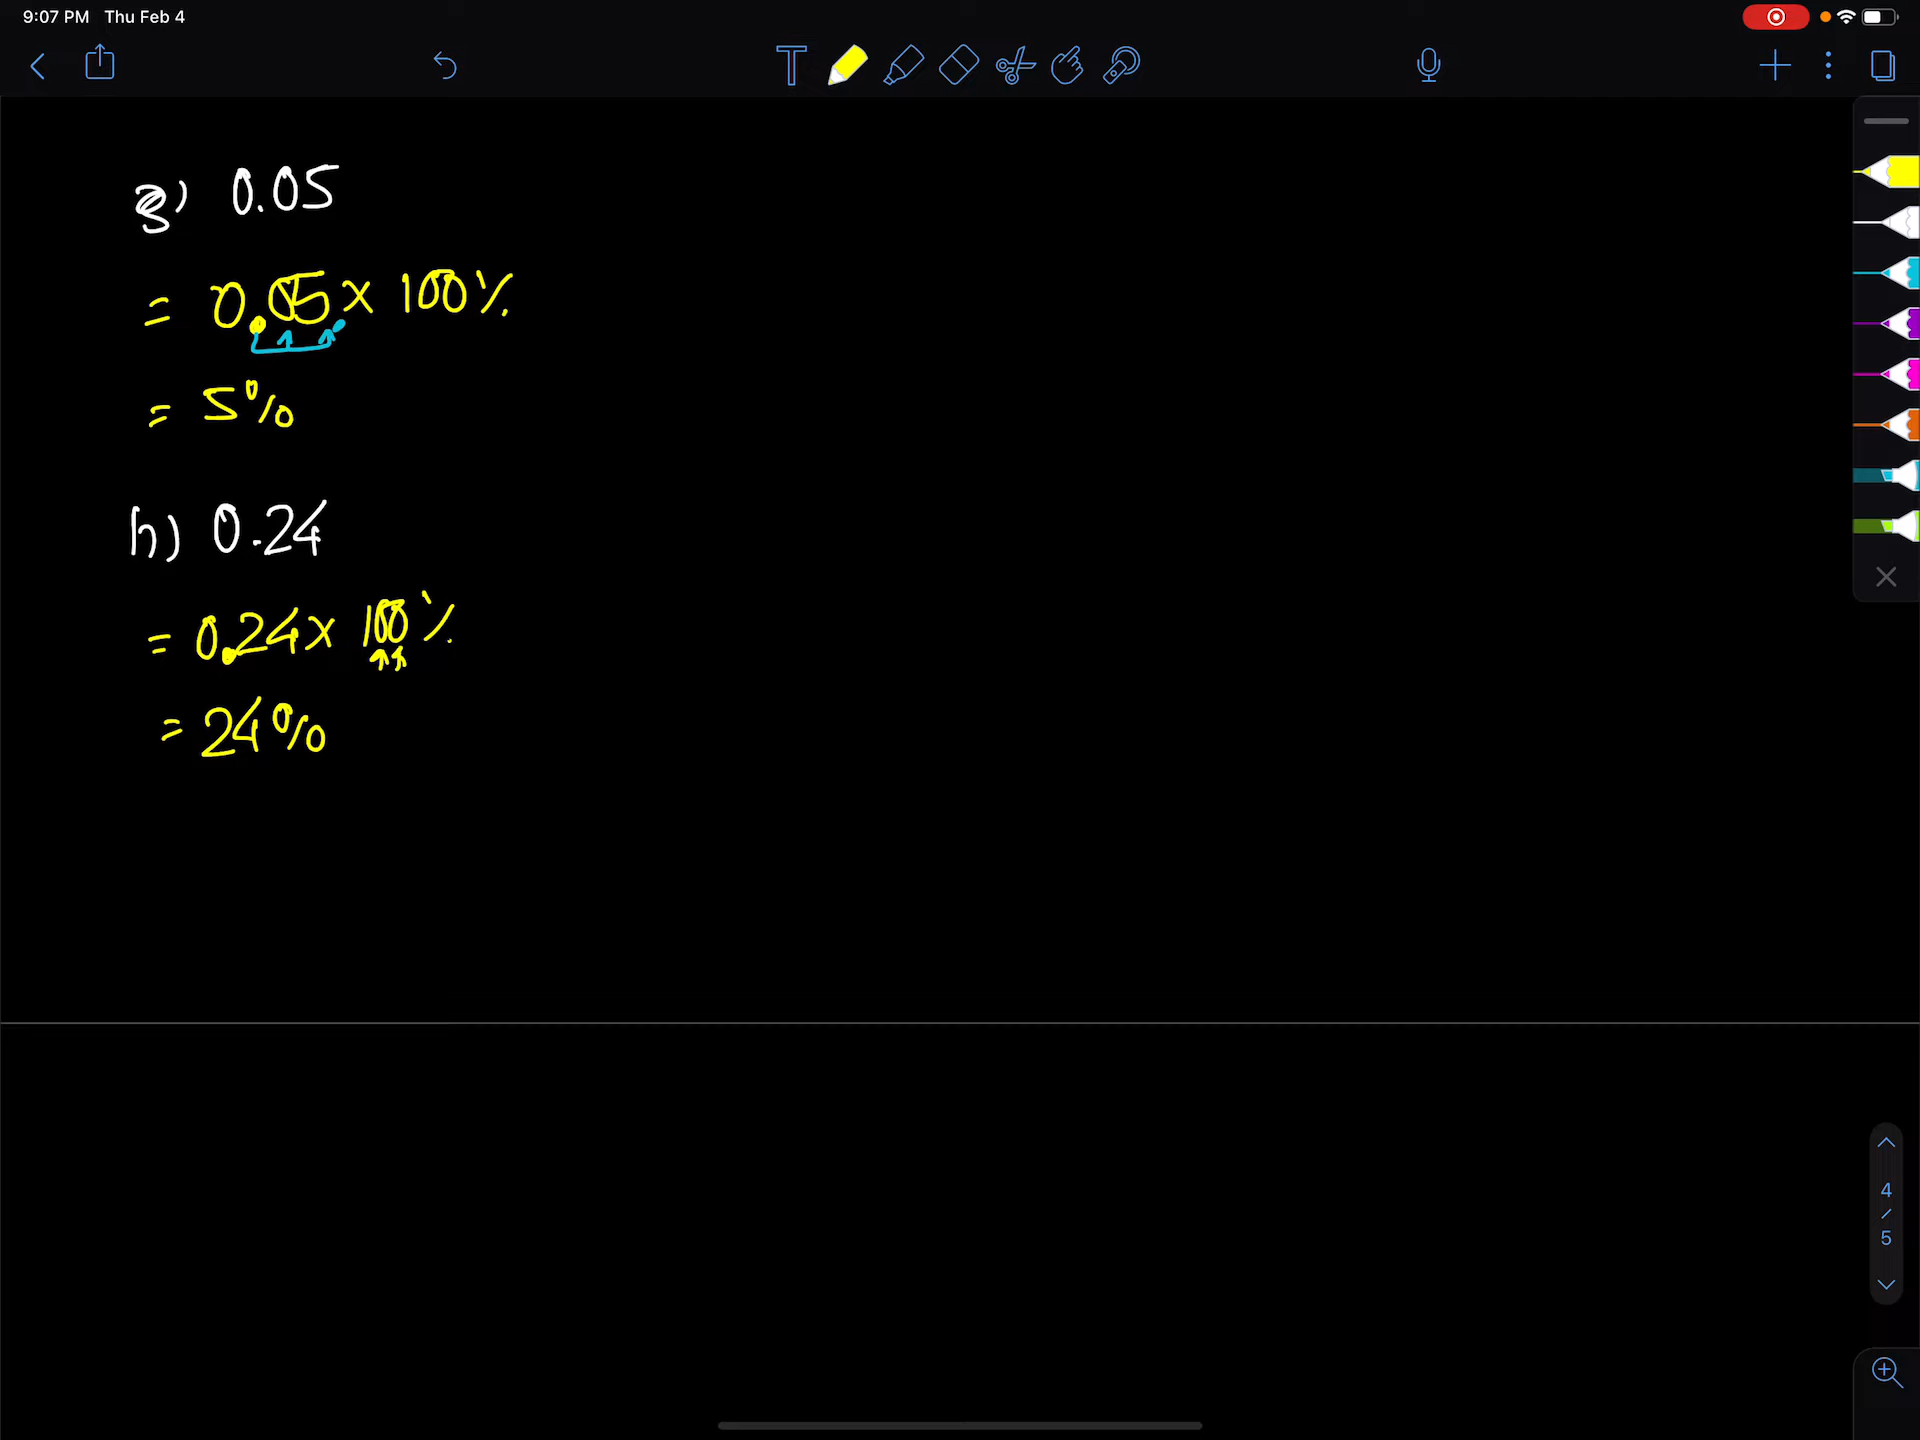 9:07 PM Thu Feb 4
g) 0.05
= 0.05 x 100%
= 5%
h) 0.24
= 0.24 x 100%
= 24%
4
/
5